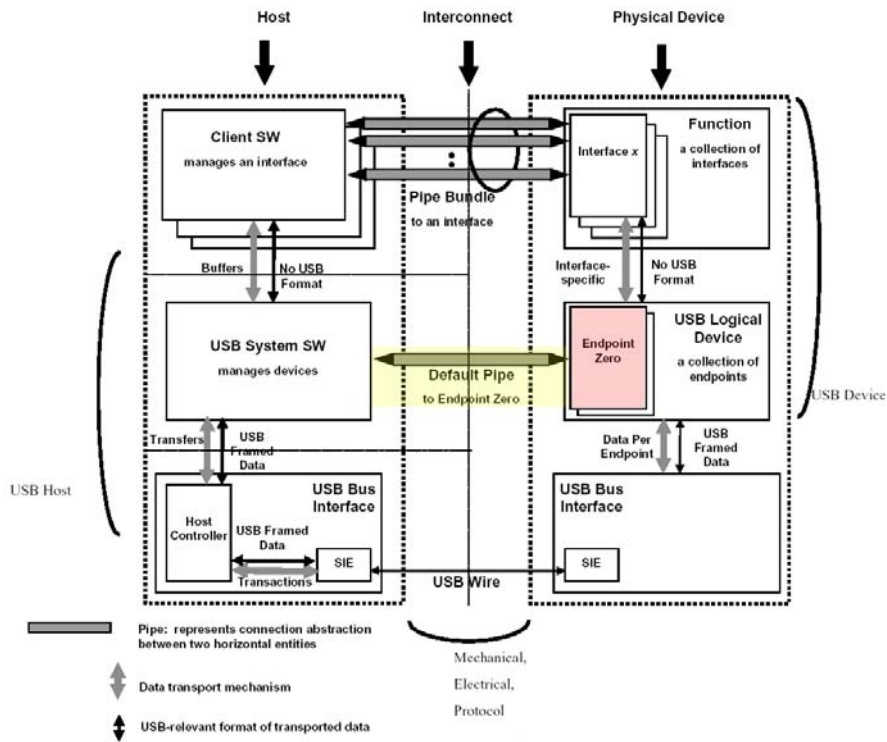 Host
Interconnect
Physical Device
Client SW
manages an interface
Pipe Bundle
to an interface
Interface x
Function
a collection of
interfaces
Buffers
No USB
Format
Interface-
specific
No USB
Format
USB System SW
manages devices
Default Pipe
to Endpoint Zero
Endpoint
Zero
USB Logical
Device
a collection of
endpoints
USB Device
Transfers
USB
Framed
Data
Data Per
Endpoint
USB
Framed
Data
USB Host
USB Bus
Interface
Host
Controller
USB Framed
Data
Transactions
SIE
USB Wire
USB Bus
Interface
SIE
Pipe: represents connection abstraction
between two horizontal entities
Data transport mechanism
USB-relevant format of transported data
Mechanical,
Electrical,
Protocol